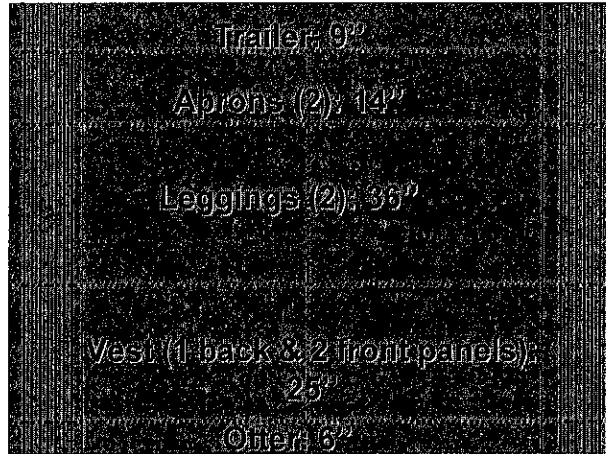 Trailer: 9”
Aprons (2): 14”
Leggings (2): 36”
Vest (1 back & 2 front panels):
25”
Otter: 6”